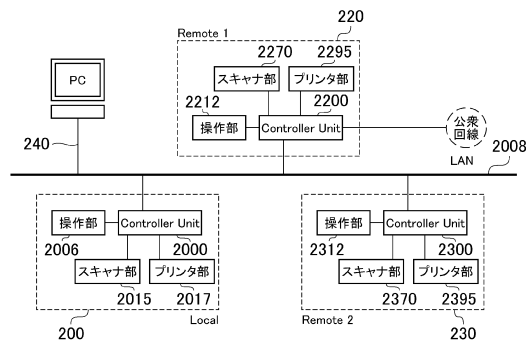 Remote 1
220
2270
2295
PC
スキャナ部
プリンタ部
2212
2200
操作部
Controller Unit
公衆
回線
240
2008
LAN
操作部
Controller Unit
2006
2000
スキャナ部
プリンタ部
2015
2017
200
Local
操作部
Controller Unit
2312
2300
スキャナ部
プリンタ部
2370
2395
Remote 2
230